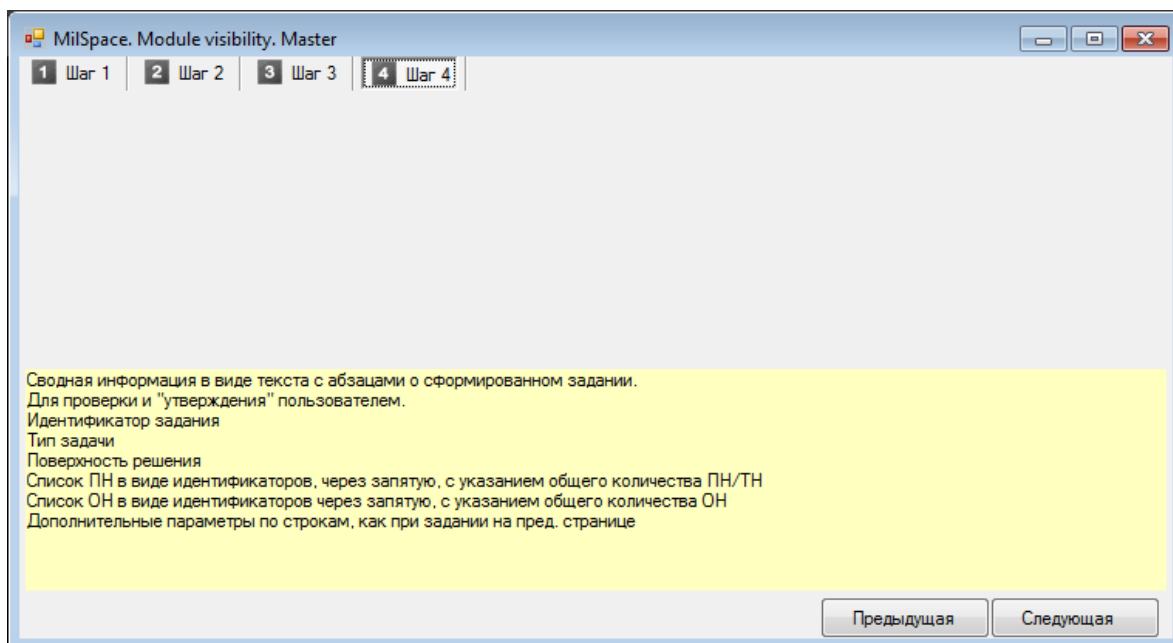 MilSpace. Module visibility. Master
1 Шаг 1 2 Шаг 2 3 Шаг 3 4 Шаг 4
Сводная информация в виде текста с абзацами о сформированном задании.
Для проверки и "утверждения" пользователем.
Идентификатор задания
Тип задачи
Поверхность решения
Список ПН в виде идентификаторов, через запятую, с указанием общего количества ПН/ТН
Список ОН в виде идентификаторов через запятую, с указанием общего количества ОН
Дополнительные параметры по строкам, как при задании на пред. странице
Предыдущая Следующая